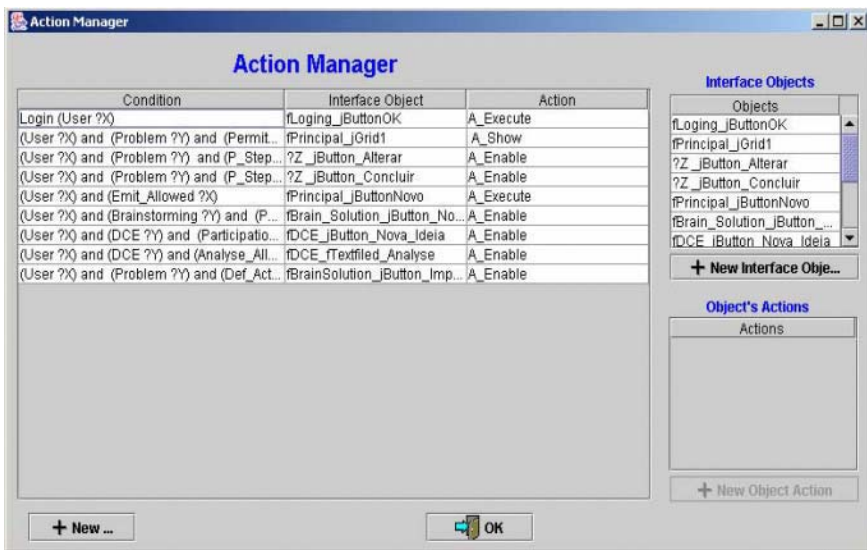 Action Manager
Action Manager
Condition Interface Object Action
Login (User ?X) fLoging_jButtonOK A_Execute
(User ?X) and (Problem ?Y) and (Permit... fPrincipal_jGrid1 A_Show
(User ?X) and (Problem ?Y) and (P_Step... ?Z_jButton_Alterar A_Enable
(User ?X) and (Problem ?Y) and (P_Step... ?Z_jButton_Concluir A_Enable
(User ?X) and (Emit_Allowed ?X) fPrincipal_jButtonNovo A_Execute
(User ?X) and (Brainstorming ?Y) and (P... fBrain_Solution_jButton_No... A_Enable
(User ?X) and (DCE ?Y) and (Participatio... fDCE_jButton_Nova_Ideia A_Enable
(User ?X) and (DCE ?Y) and (Analyse_All... fDCE_fTextfiled_Analyse A_Enable
(User ?X) and (Problem ?Y) and (Def_Act... fBrainSolution_jButton_Imp... A_Enable
Interface Objects
Objects
fLoging_jButtonOK
fPrincipal_jGrid1
?Z_jButton_Alterar
?Z_jButton_Concluir
fPrincipal_jButtonNovo
fBrain_Solution_jButton_...
fDCE_jButton_Nova_Ideia
+ New Interface Obje...
Object's Actions
Actions
+ New Object Action
+ New ...
OK